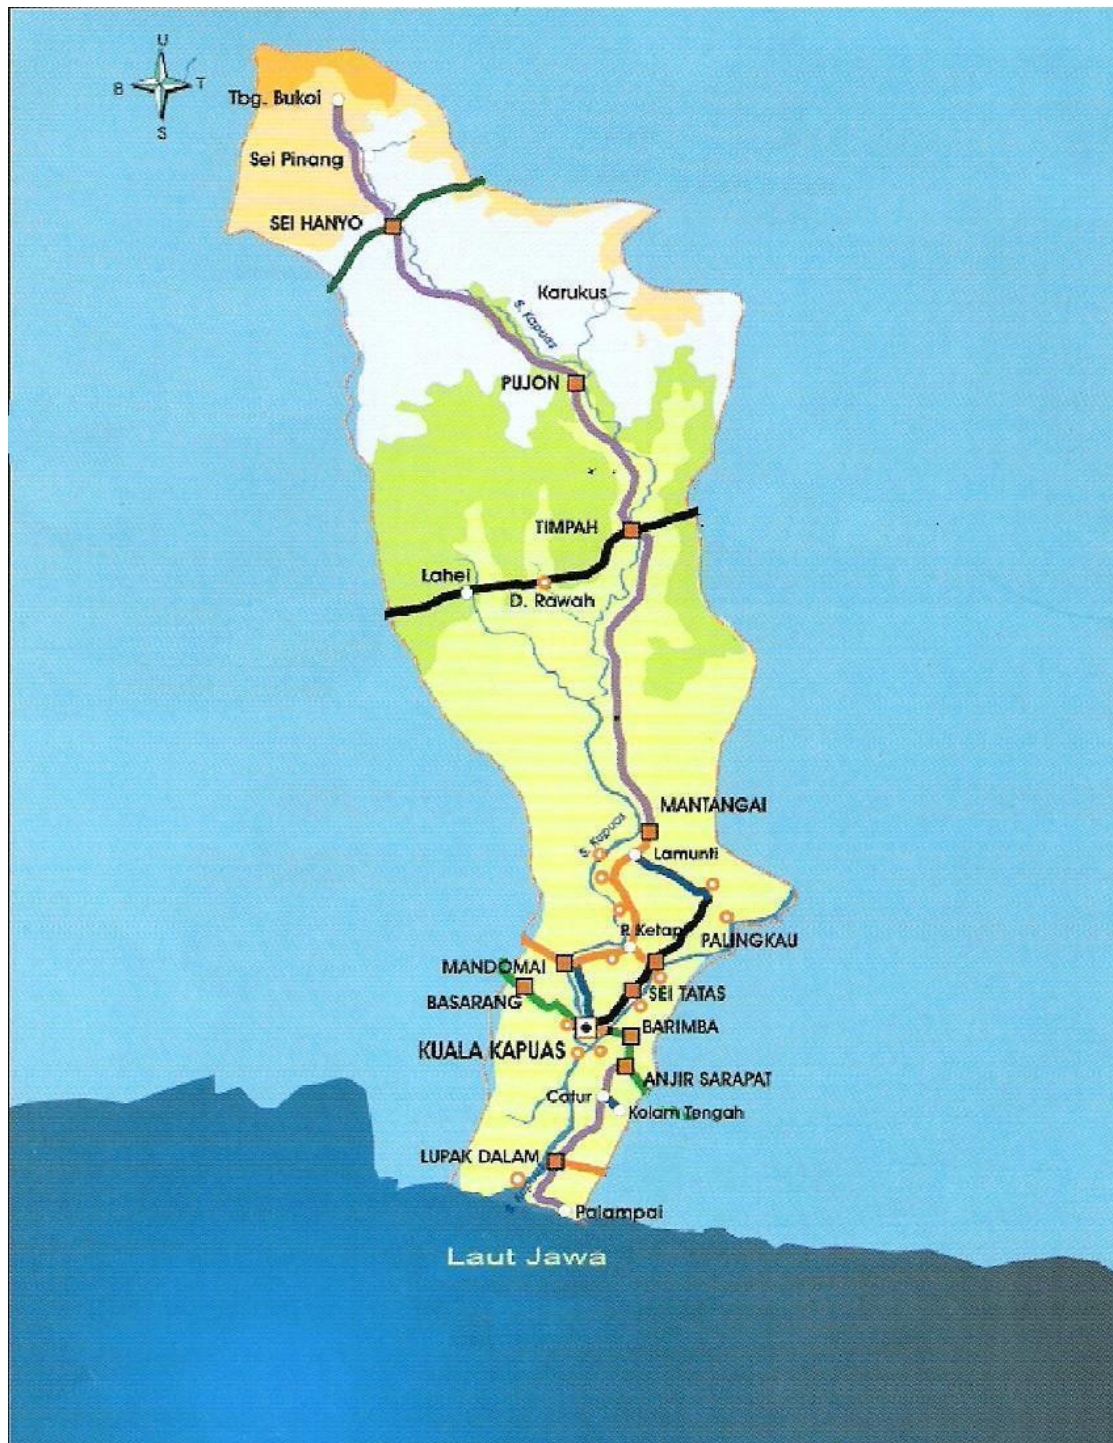 U
B T
S
Tbg. Bukoi
Sei Pinang
SEI HANYO
Karukus
S. Kapuas
PUJON
TIMPAH
Lahei
D. Rawah
MANTANGAI
S. Kapuas
Lamunti
P. Ketap
PALINGKAU
MANDOMAI
BASARANG
SEI TATAS
BARIMBA
KUALA KAPUAS
ANJIR SARAPAT
Catur
Kolam Tengah
LUPAK DALAM
Palampai
Laut Jawa